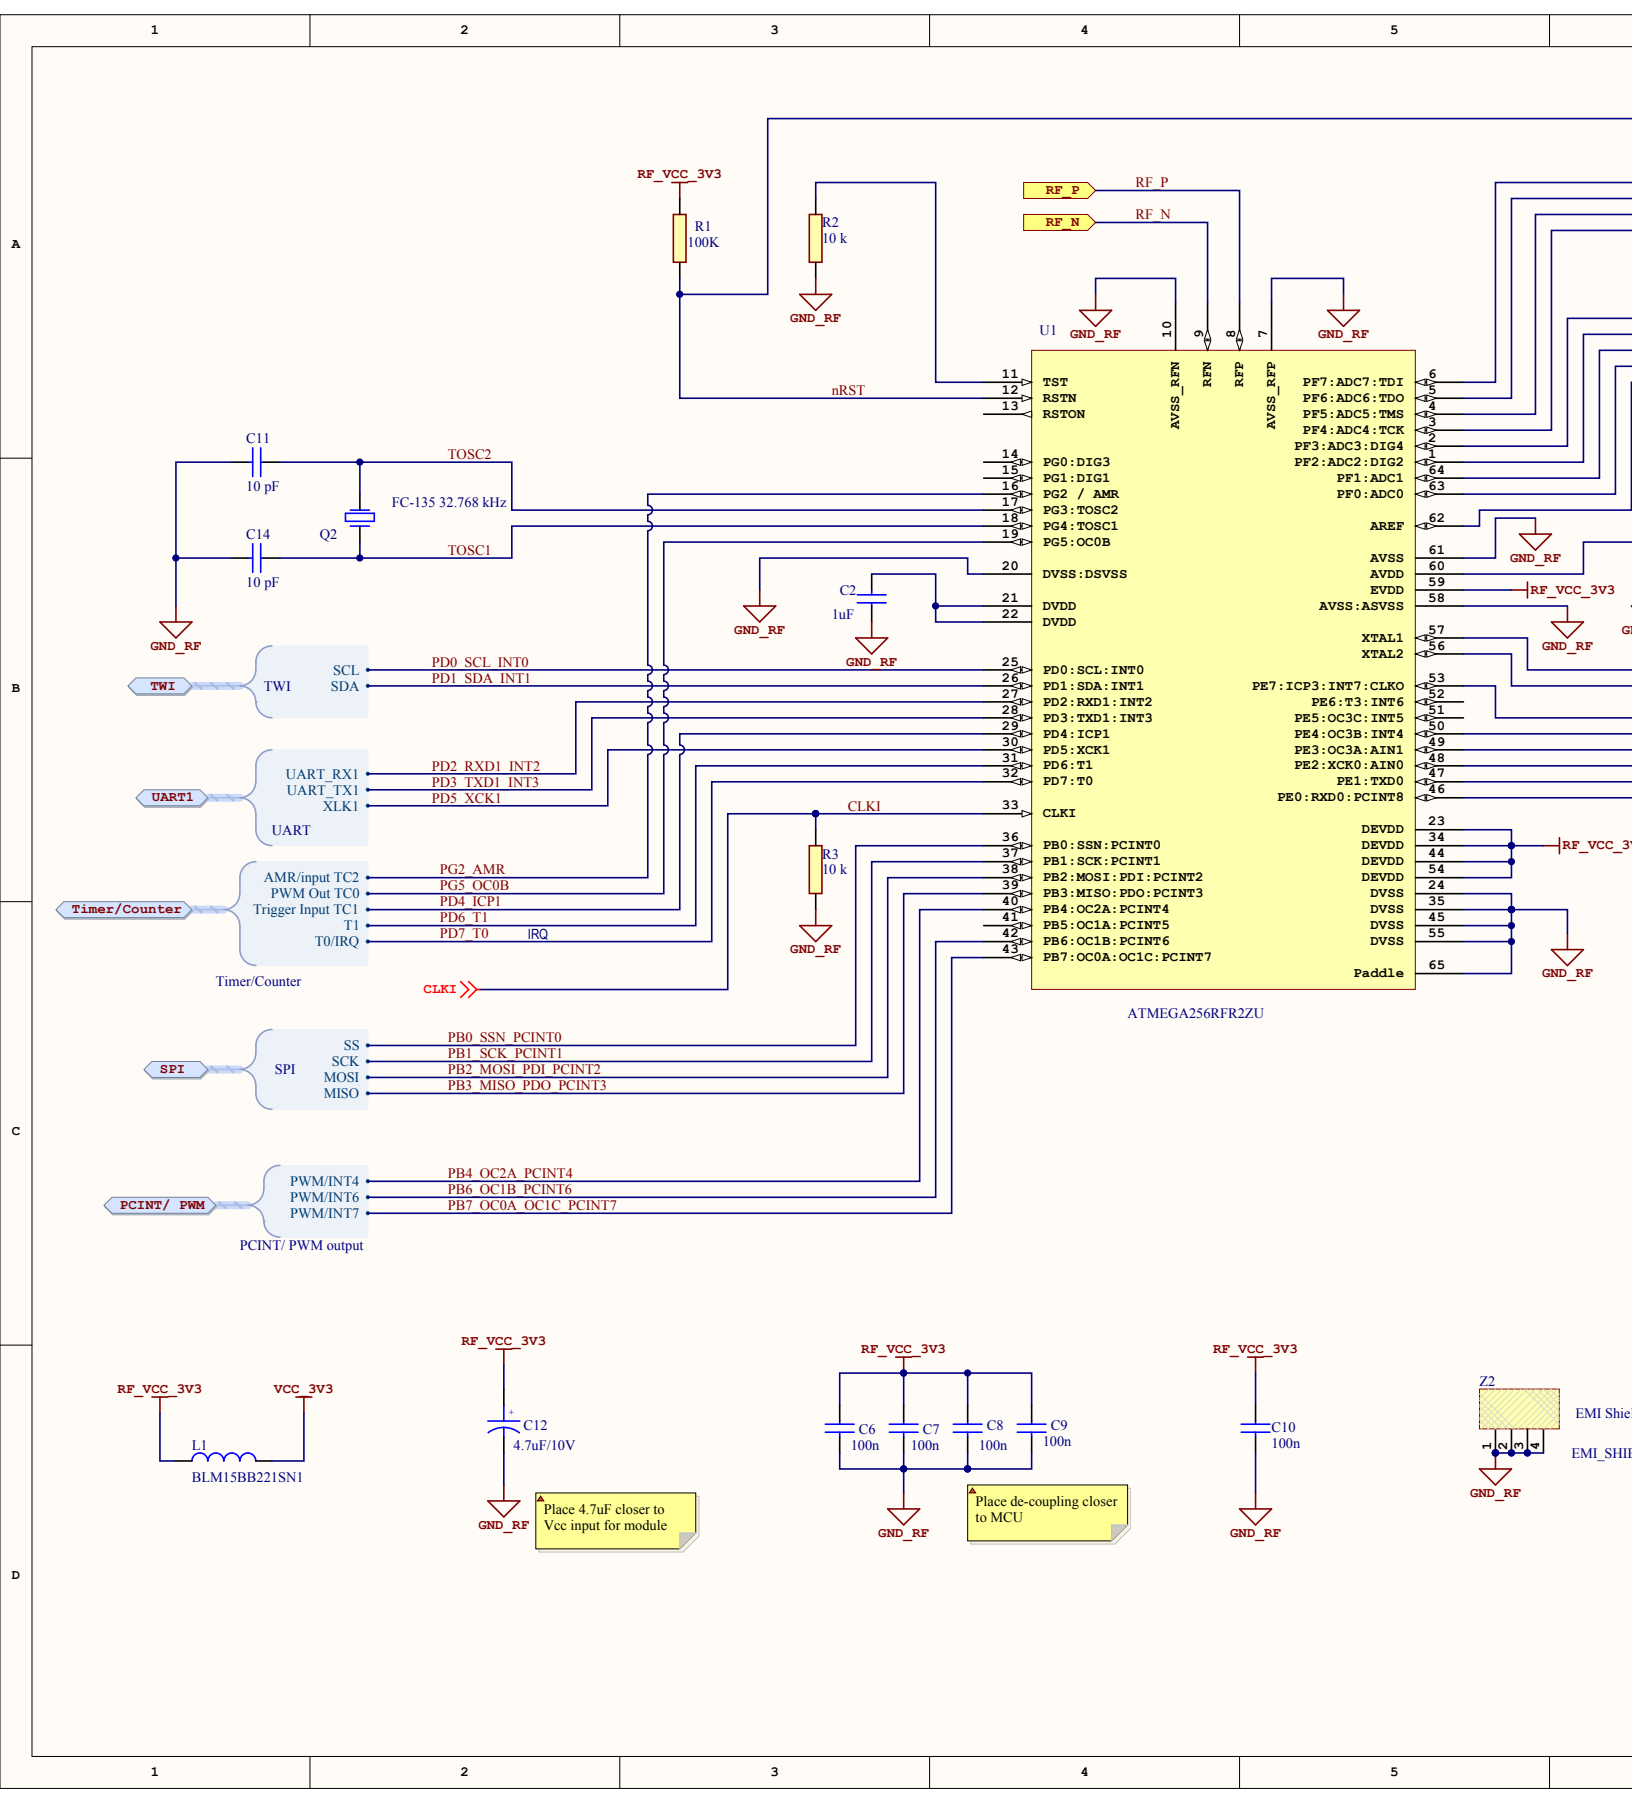 1 2 3 4 5
A
B
C
D
RF_VCC_3V3
R1
100K
R2
10 k
GND_RF
RF_P
RF_P
RF_N
RF_N
GND_RF
GND_RF
U1
10
9
8
7
AVSS_RFN
RFN
RFP
AVSS_RFP
nRST
11 TST
12 RSTN
13 RSTON
14 PG0:DIG3
15 PG1:DIG1
16 PG2 / AMR
17 PG3:TOSC2
18 PG4:TOSC1
19 PG5:OC0B
20 DVSS:DSVSS
21 DVDD
22 DVDD
25 PD0:SCL:INT0
26 PD1:SDA:INT1
27 PD2:RXD1:INT2
28 PD3:TXD1:INT3
29 PD4:ICP1
30 PD5:XCK1
31 PD6:T1
32 PD7:T0
33 CLKI
36 PB0:SSN:PCINT0
37 PB1:SCK:PCINT1
38 PB2:MOSI:PDI:PCINT2
39 PB3:MISO:PDO:PCINT3
40 PB4:OC2A:PCINT4
41 PB5:OC1A:PCINT5
42 PB6:OC1B:PCINT6
43 PB7:OC0A:OC1C:PCINT7
PF7:ADC7:TDI 6
PF6:ADC6:TDO 5
PF5:ADC5:TMS 4
PF4:ADC4:TCK 3
PF3:ADC3:DIG4 2
PF2:ADC2:DIG2 1
PF1:ADC1 64
PF0:ADC0 63
AREF 62
AVSS 61
AVDD 60
EVDD 59
AVSS:ASVSS 58
XTAL1 57
XTAL2 56
PE7:ICP3:INT7:CLKO 53
PE6:T3:INT6 52
PE5:OC3C:INT5 51
PE4:OC3B:INT4 50
PE3:OC3A:AIN1 49
PE2:XCK0:AIN0 48
PE1:TXD0 47
PE0:RXD0:PCINT8 46
DEVDD 23
DEVDD 34
DEVDD 44
DEVDD 54
DVSS 24
DVSS 35
DVSS 45
DVSS 55
Paddle 65
ATMEGA256RFR2ZU
GND_RF
RF_VCC_3V3
GND_RF
RF_VCC_3V
GND_RF
C11
10 pF
TOSC2
FC-135 32.768 kHz
Q2
C14
10 pF
TOSC1
GND_RF
C2
1uF
GND_RF
GND_RF
TWI
TWI
SCL
SDA
PD0_SCL_INT0
PD1_SDA_INT1
UART1
UART_RX1
UART_TX1
XLK1
UART
PD2_RXD1_INT2
PD3_TXD1_INT3
PD5_XCK1
CLKI
R3
10 k
GND_RF
Timer/Counter
AMR/input TC2
PWM Out TC0
Trigger Input TC1
T1
T0/IRQ
Timer/Counter
PG2_AMR
PG5_OC0B
PD4_ICP1
PD6_T1
PD7_T0 IRQ
CLKI
SPI
SPI
SS
SCK
MOSI
MISO
PB0_SSN_PCINT0
PB1_SCK_PCINT1
PB2_MOSI_PDI_PCINT2
PB3_MISO_PDO_PCINT3
PCINT/ PWM
PWM/INT4
PWM/INT6
PWM/INT7
PCINT/ PWM output
PB4_OC2A_PCINT4
PB6_OC1B_PCINT6
PB7_OC0A_OC1C_PCINT7
RF_VCC_3V3
VCC_3V3
L1
BLM15BB221SN1
RF_VCC_3V3
+
C12
4.7uF/10V
GND_RF
Place 4.7uF closer to
Vcc input for module
RF_VCC_3V3
C6
100n
C7
100n
C8
100n
C9
100n
GND_RF
Place de-coupling closer
to MCU
RF_VCC_3V3
C10
100n
GND_RF
Z2
EMI Shie
1 2 3 4
EMI_SHI
GND_RF
1 2 3 4 5